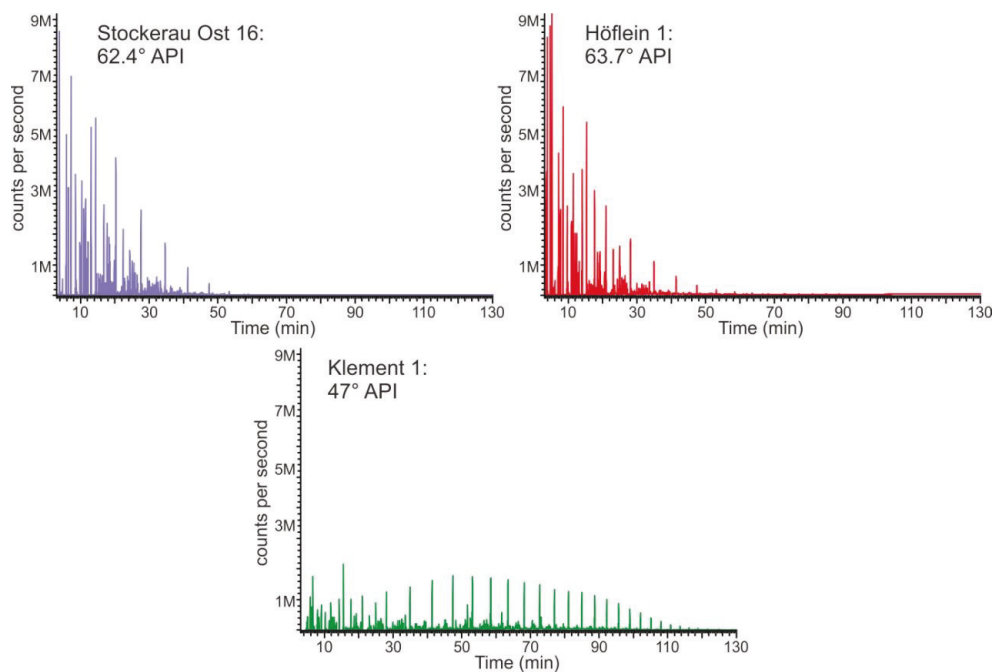 Stockerau Ost 16:
62.4° API
counts per second
9M
7M
5M
3M
1M
10 30 50 70 90 110 130
Time (min)
Höflein 1:
63.7° API
counts per second
9M
7M
5M
3M
1M
10 30 50 70 90 110 130
Time (min)
Klement 1:
47° API
counts per second
9M
7M
5M
3M
1M
10 30 50 70 90 110 130
Time (min)